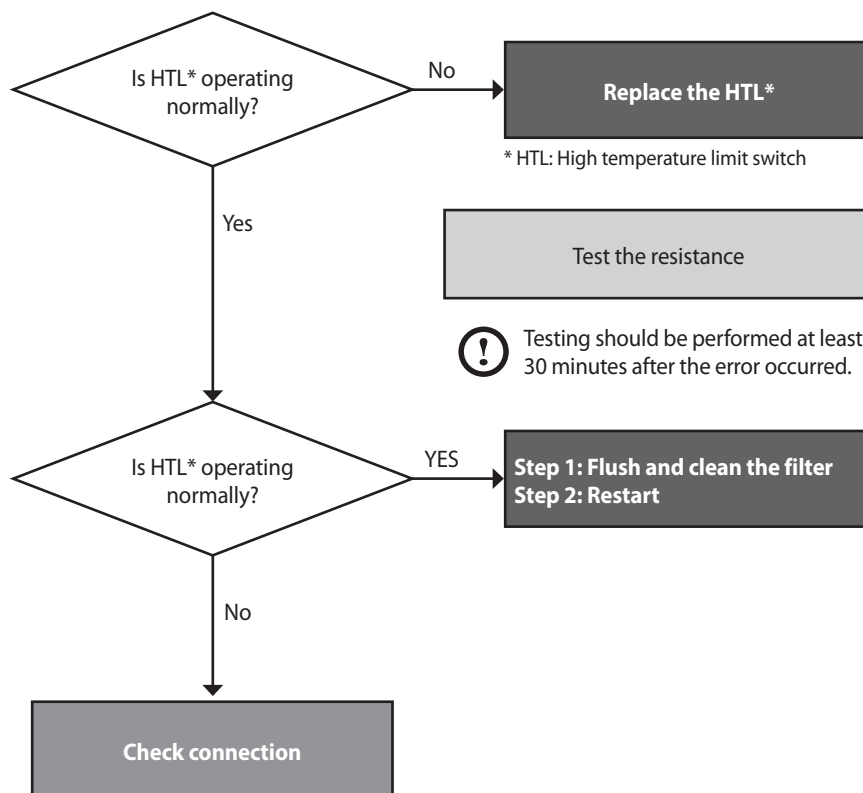 Is HTL* operating
normally?
No
Replace the HTL*
* HTL: High temperature limit switch
Yes
Test the resistance
!
Testing should be performed at least
30 minutes after the error occurred.
Is HTL* operating
normally?
YES
Step 1: Flush and clean the filter
Step 2: Restart
No
Check connection